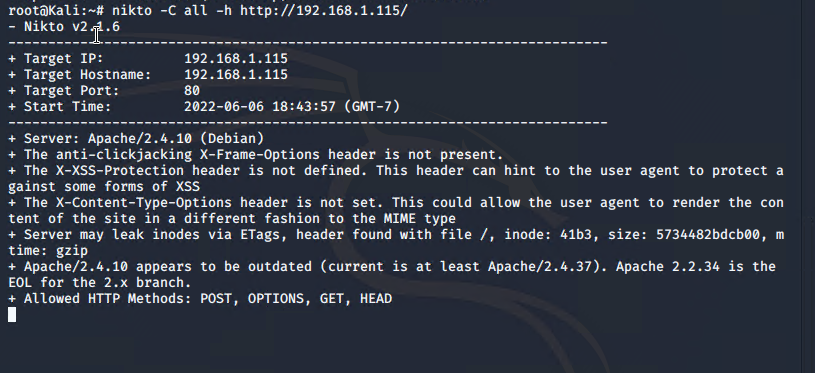 root@Kali:~# nikto -C all -h http://192.168.1.115/
- Nikto v2.1.6
---------------------------------------------------------------------------
+ Target IP:          192.168.1.115
+ Target Hostname:    192.168.1.115
+ Target Port:        80
+ Start Time:         2022-06-06 18:43:57 (GMT-7)
---------------------------------------------------------------------------
+ Server: Apache/2.4.10 (Debian)
+ The anti-clickjacking X-Frame-Options header is not present.
+ The X-XSS-Protection header is not defined. This header can hint to the user agent to protect a
gainst some forms of XSS
+ The X-Content-Type-Options header is not set. This could allow the user agent to render the con
tent of the site in a different fashion to the MIME type
+ Server may leak inodes via ETags, header found with file /, inode: 41b3, size: 5734482bdcb00, m
time: gzip
+ Apache/2.4.10 appears to be outdated (current is at least Apache/2.4.37). Apache 2.2.34 is the
EOL for the 2.x branch.
+ Allowed HTTP Methods: POST, OPTIONS, GET, HEAD